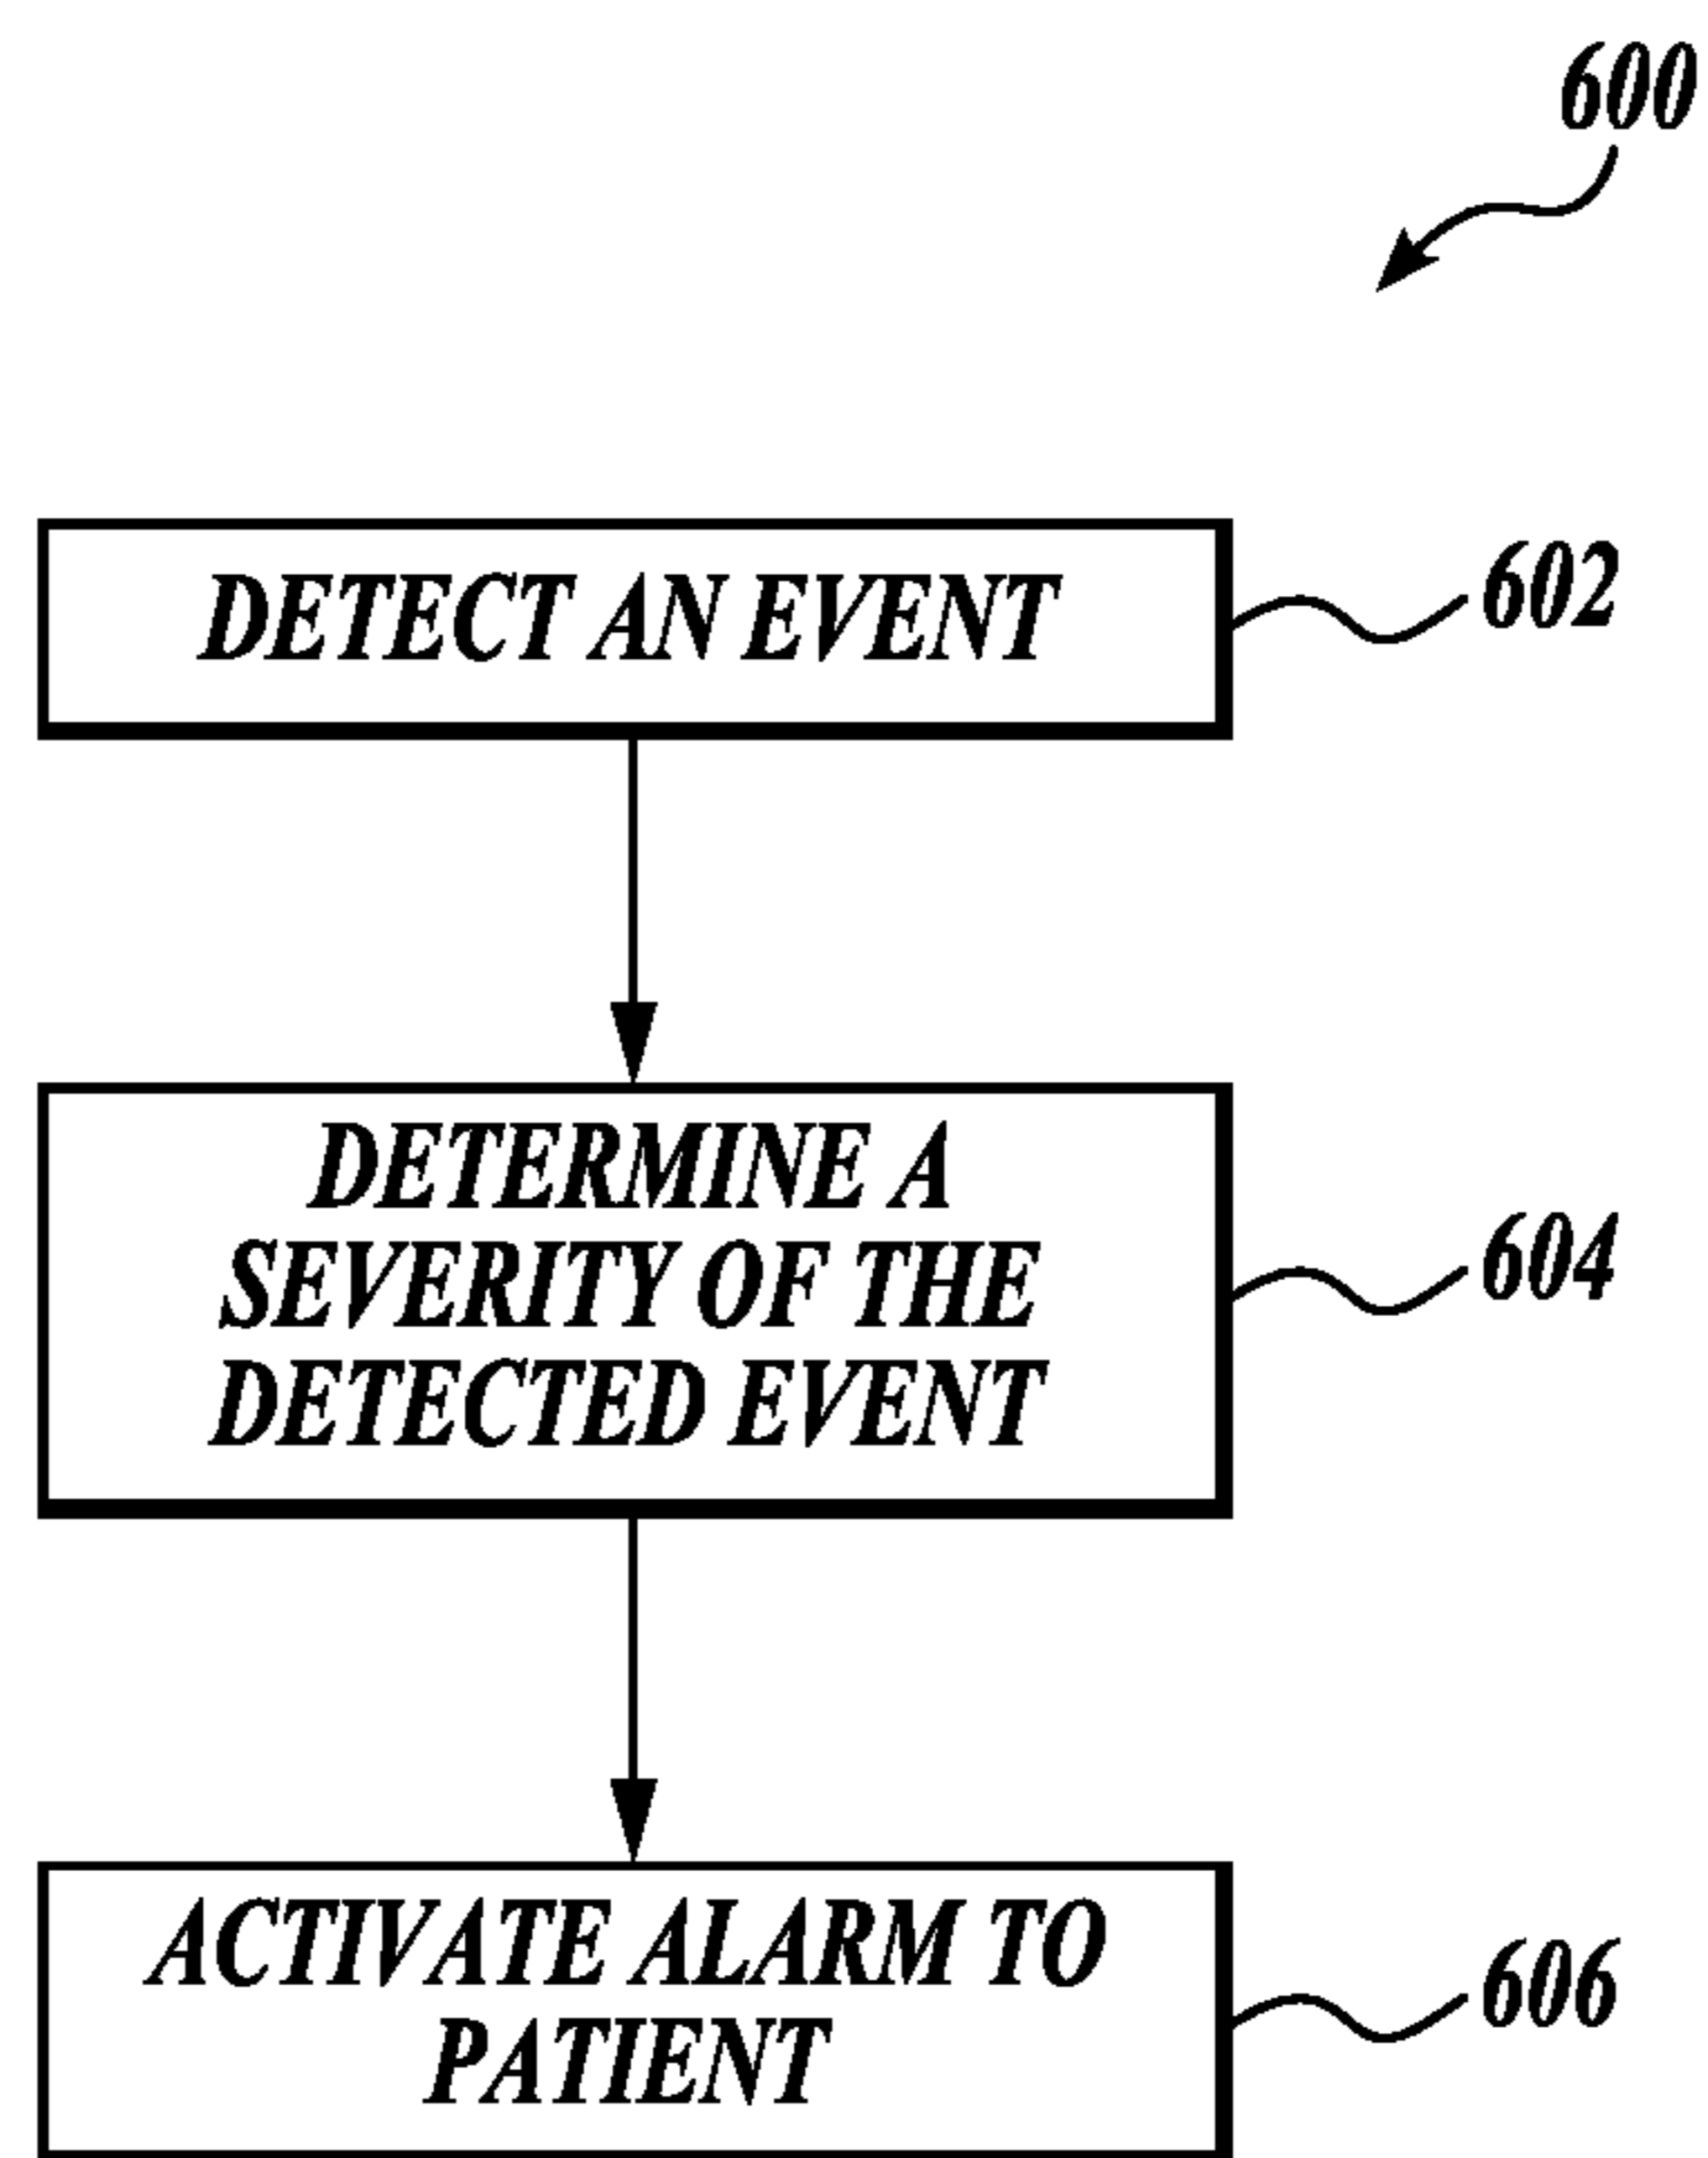 600
DETECT AN EVENT
602
DETERMINE A
SEVERITY OF THE
DETECTED EVENT
604
ACTIVATE ALARM TO
PATIENT
606